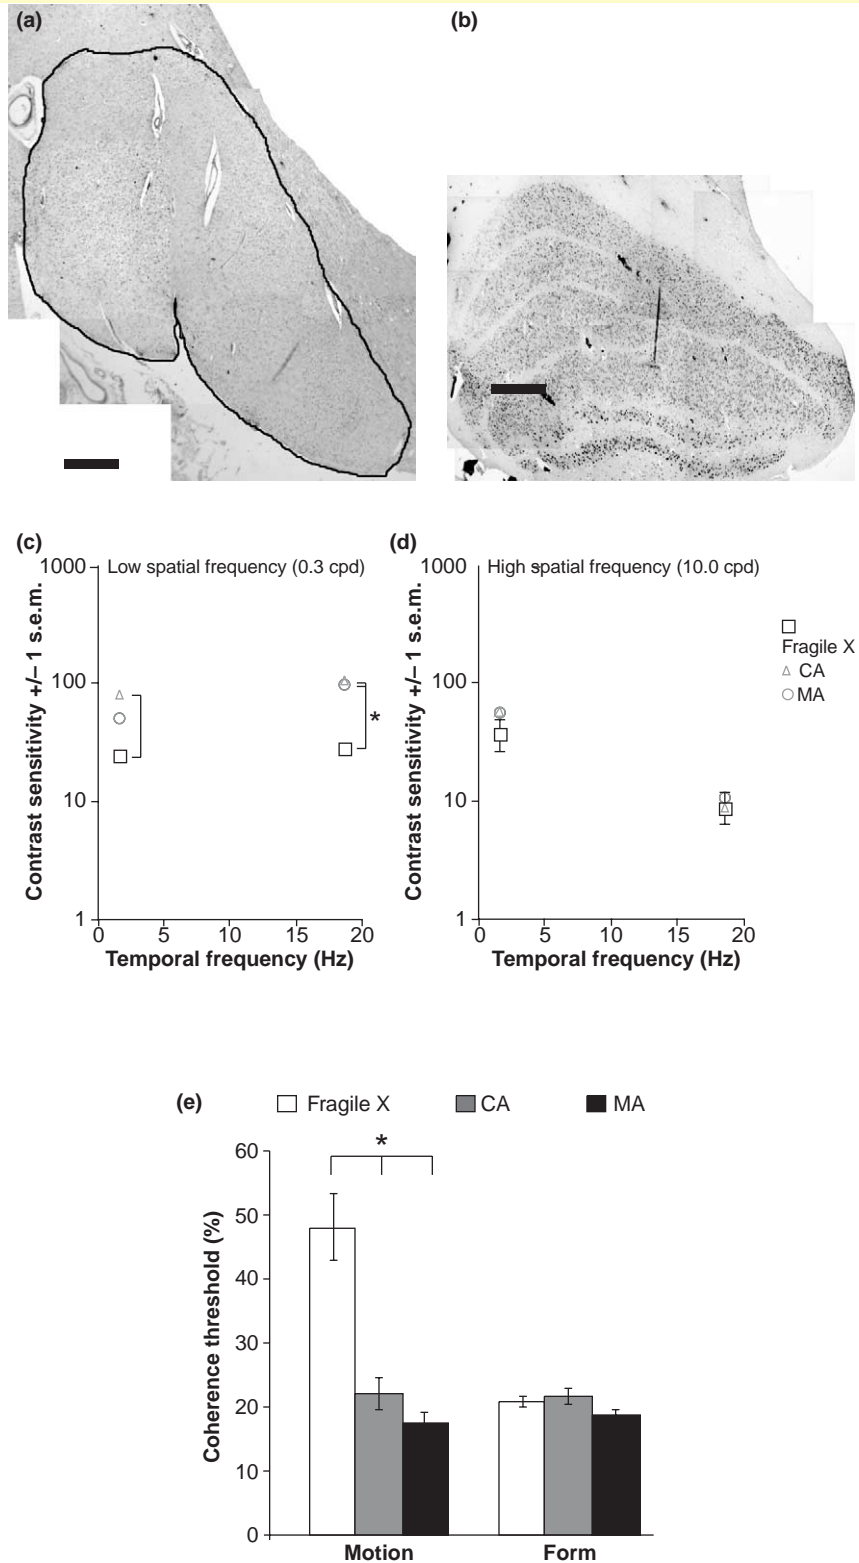 (a)
(b)
(c)
(d)
1000
Low spatial frequency (0.3 cpd)
1000
High spatial frequency (10.0 cpd)
Contrast sensitivity +/– 1 s.e.m.
Contrast sensitivity +/– 1 s.e.m.
Fragile X
CA
MA
100
*
100
10
10
1
1
0 5 10 15 20
0 5 10 15 20
Temporal frequency (Hz)
Temporal frequency (Hz)
(e)
Fragile X CA MA
Coherence threshold (%)
60
*
50
40
30
20
10
0
Motion Form